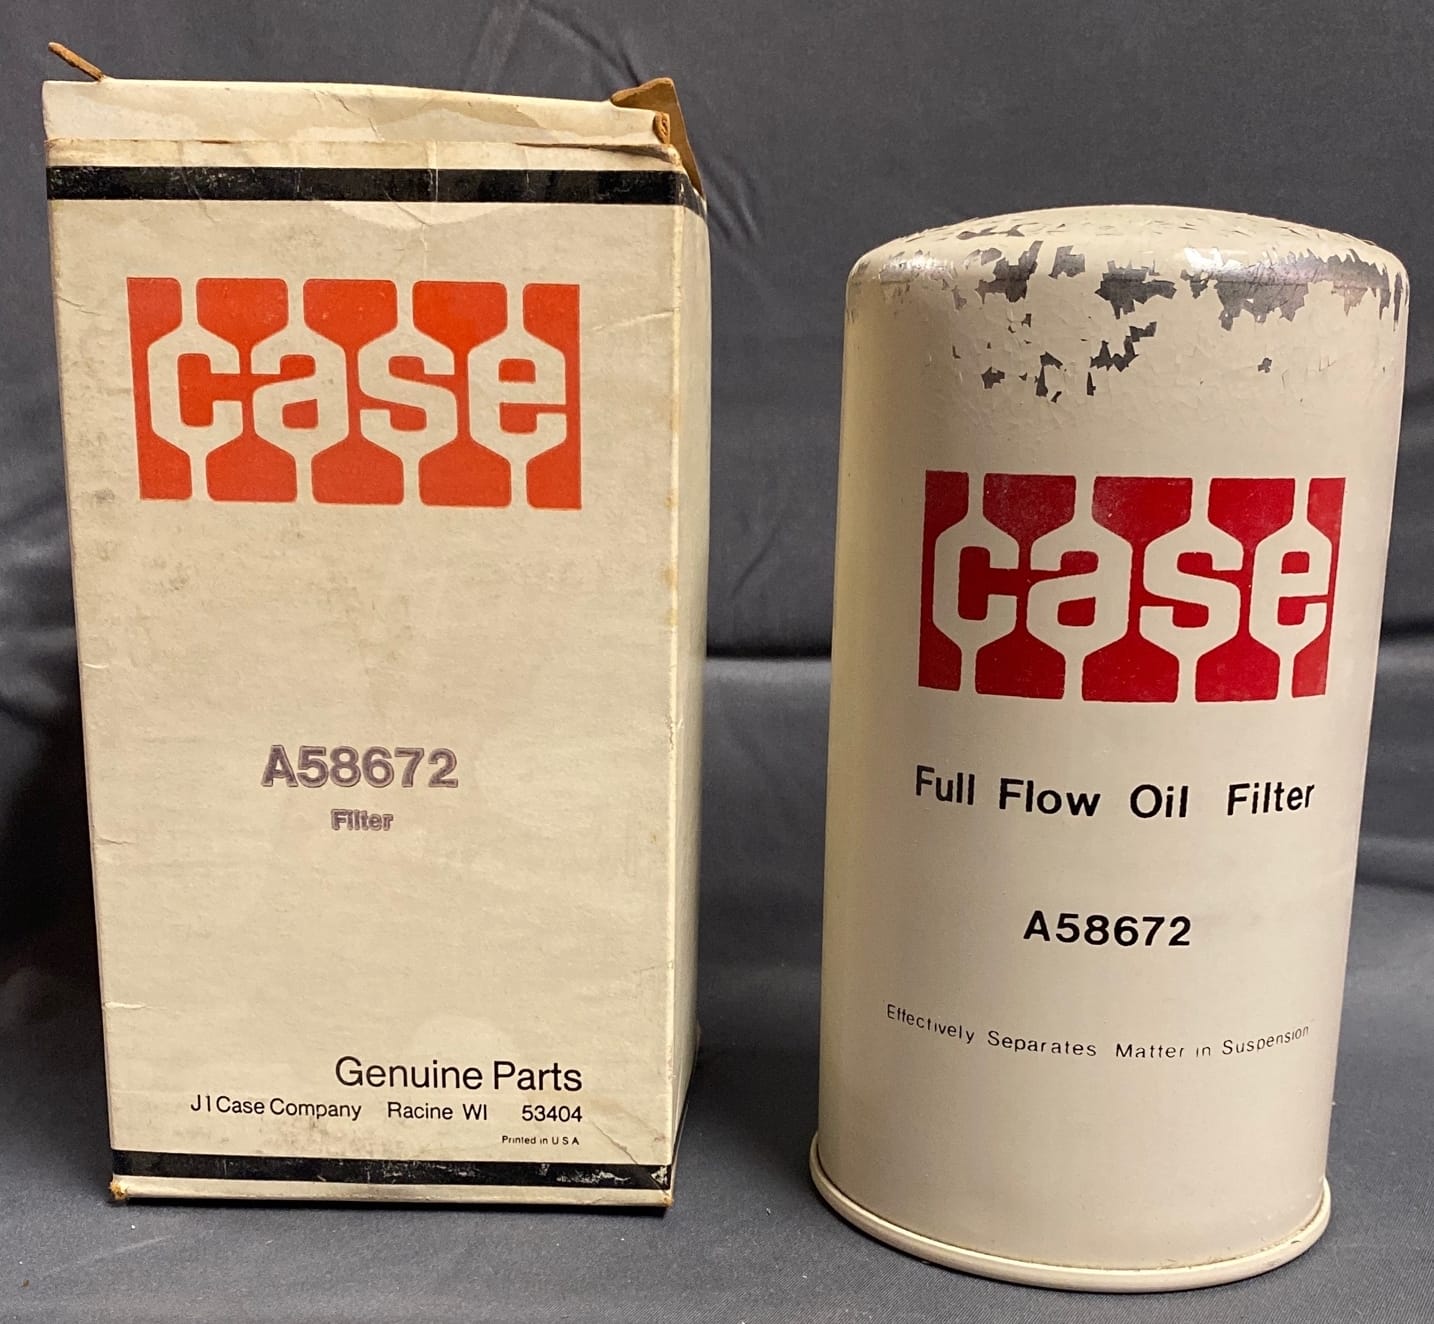 case
A58672
Filter
Genuine Parts
J I Case Company Racine WI 53404
Printed in U S A
case
Full Flow Oil Filter
A58672
Effectively Separates Matter in Suspension